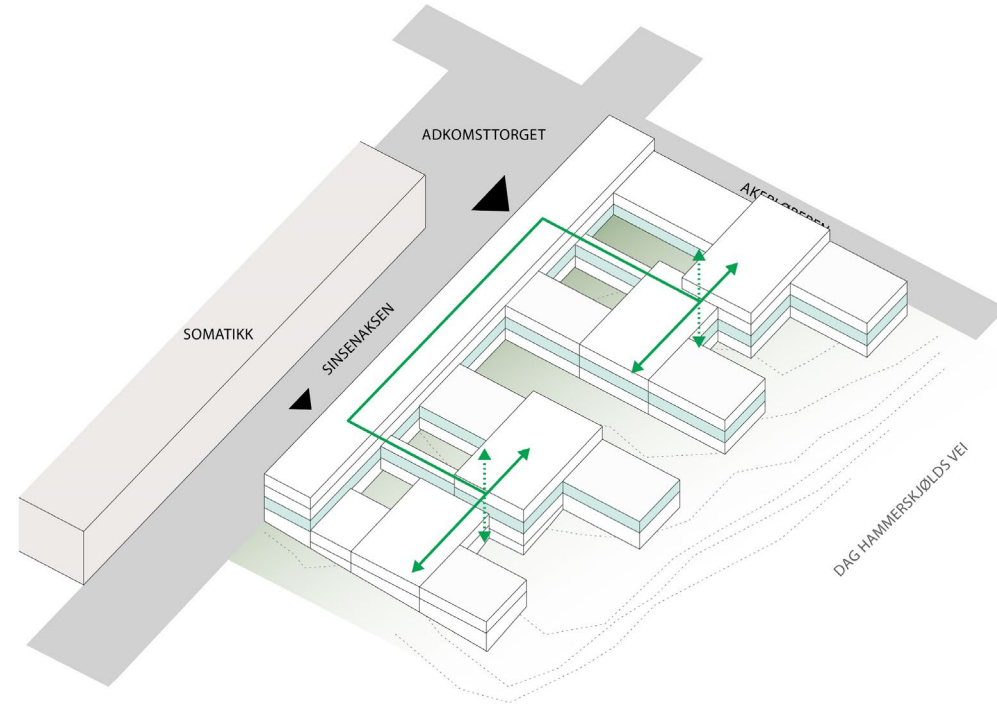 ADKOMSTTORGET
SOMATIKK
SINSENAKSEN
DAG HAMMERSKJØLDS VEI